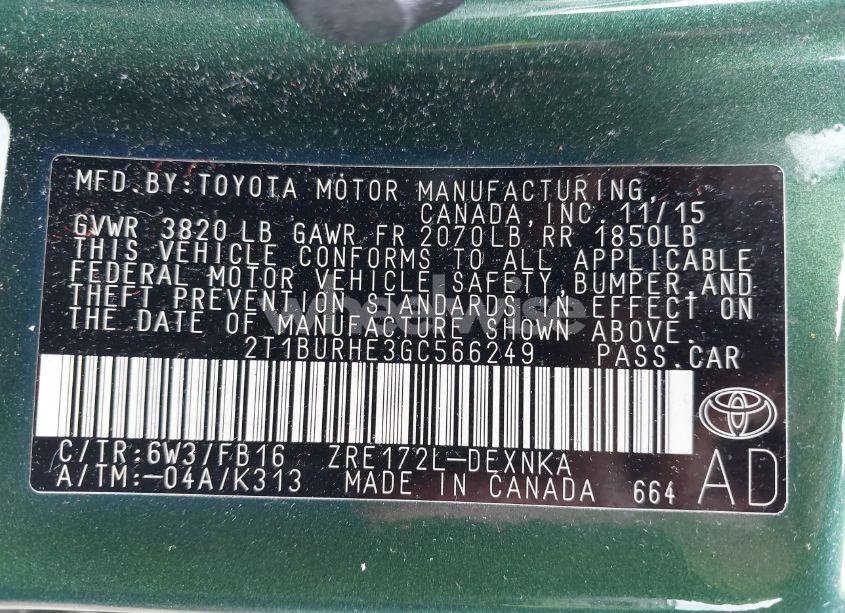 MFD.BY:TOYOTA MOTOR MANUFACTURING,
CANADA,INC. 11/15
GVWR 3820LB GAWR FR 2070LB RR 1850LB
THIS VEHICLE CONFORMS TO ALL APPLICABLE
FEDERAL MOTOR VEHICLE SAFETY,BUMPER,AND
THEFT PREVENTION STANDARDS IN EFFECT ON
THE DATE OF MANUFACTURE SHOWN ABOVE.
wheelwise
2T1BURHE3GC566249 PASS.CAR
C/TR:6W3/FB16 ZRE172L-DEXNKA
A/TM:-04A/K313 MADE IN CANADA 664 AD